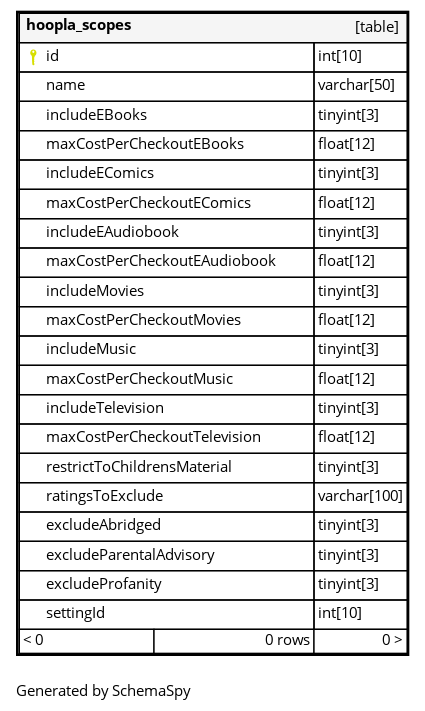 hoopla_scopes [table]
id int[10]
name varchar[50]
includeEBooks tinyint[3]
maxCostPerCheckoutEBooks float[12]
includeEComics tinyint[3]
maxCostPerCheckoutEComics float[12]
includeEAudiobook tinyint[3]
maxCostPerCheckoutEAudiobook float[12]
includeMovies tinyint[3]
maxCostPerCheckoutMovies float[12]
includeMusic tinyint[3]
maxCostPerCheckoutMusic float[12]
includeTelevision tinyint[3]
maxCostPerCheckoutTelevision float[12]
restrictToChildrensMaterial tinyint[3]
ratingsToExclude varchar[100]
excludeAbridged tinyint[3]
excludeParentalAdvisory tinyint[3]
excludeProfanity tinyint[3]
settingId int[10]
< 0 0 rows 0 >
Generated by SchemaSpy